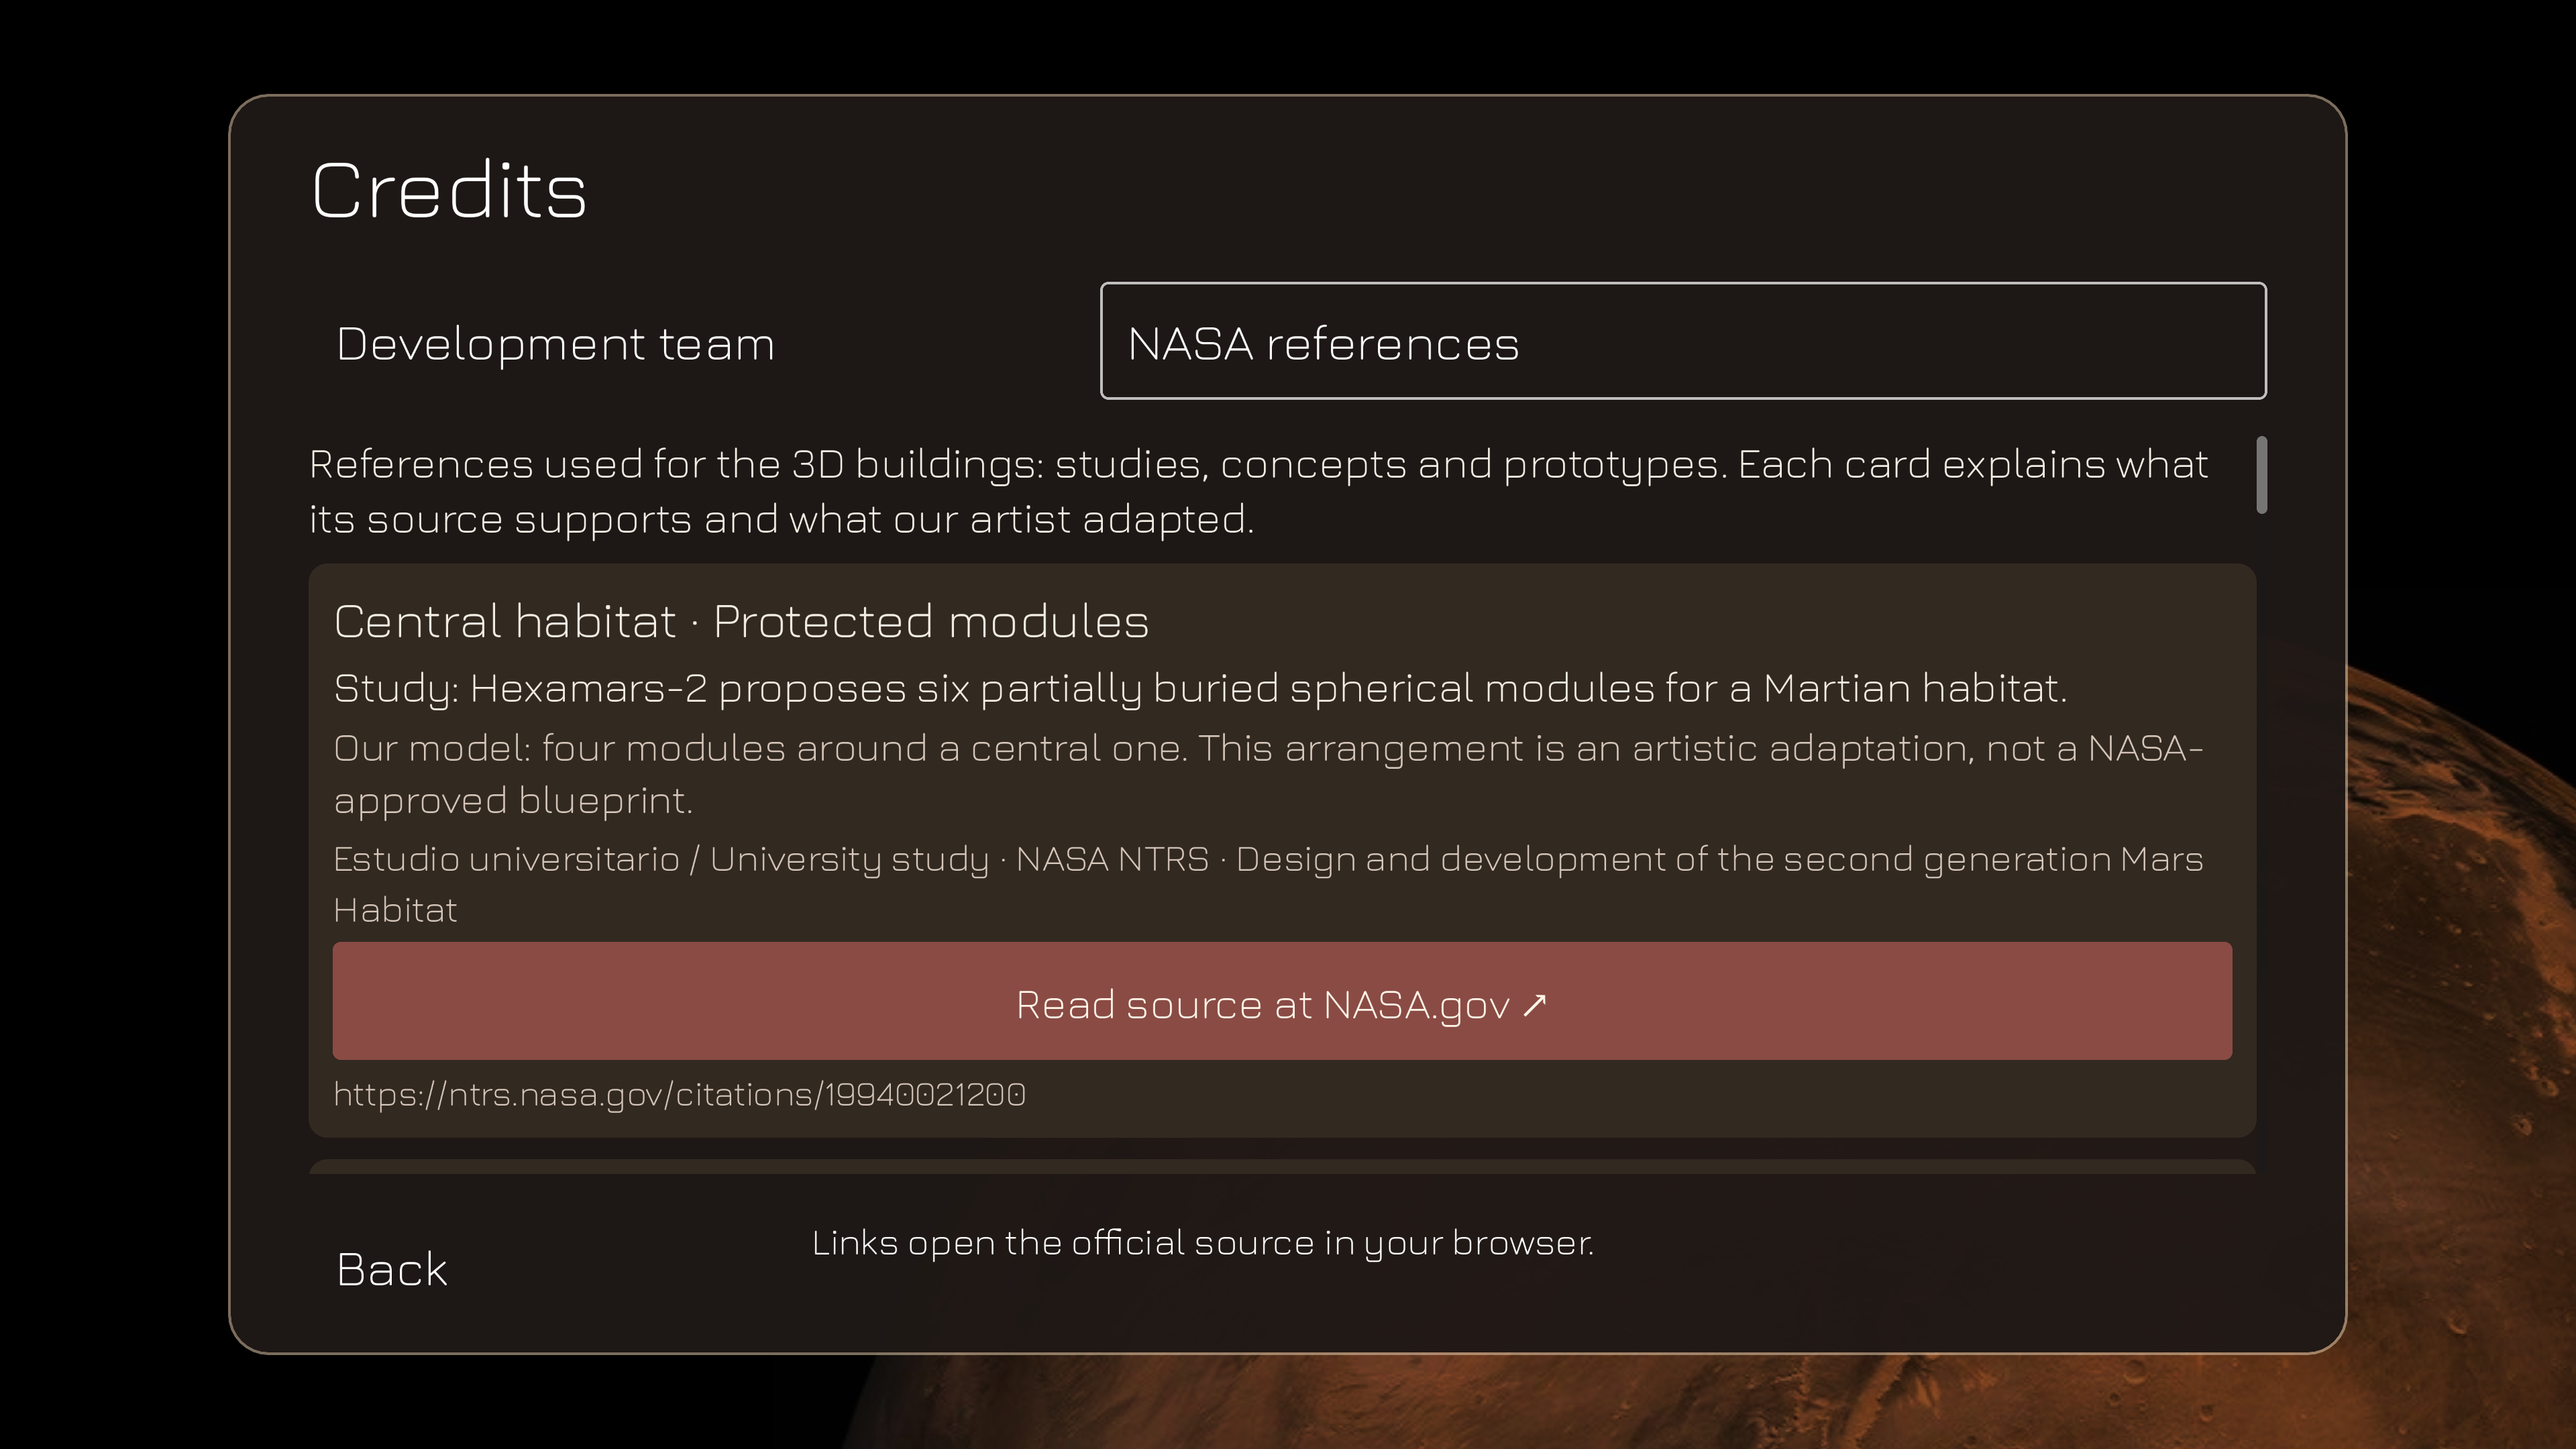 Credits
Development team
NASA references
References used for the 3D buildings: studies, concepts and prototypes. Each card explains what
its source supports and what our artist adapted.
Central habitat · Protected modules
Study: Hexamars-2 proposes six partially buried spherical modules for a Martian habitat.
Our model: four modules around a central one. This arrangement is an artistic adaptation, not a NASA-
approved blueprint.
Estudio universitario / University study · NASA NTRS · Design and development of the second generation Mars
Habitat
Read source at NASA.gov ↗
https://ntrs.nasa.gov/citations/19940021200
Links open the official source in your browser.
Back